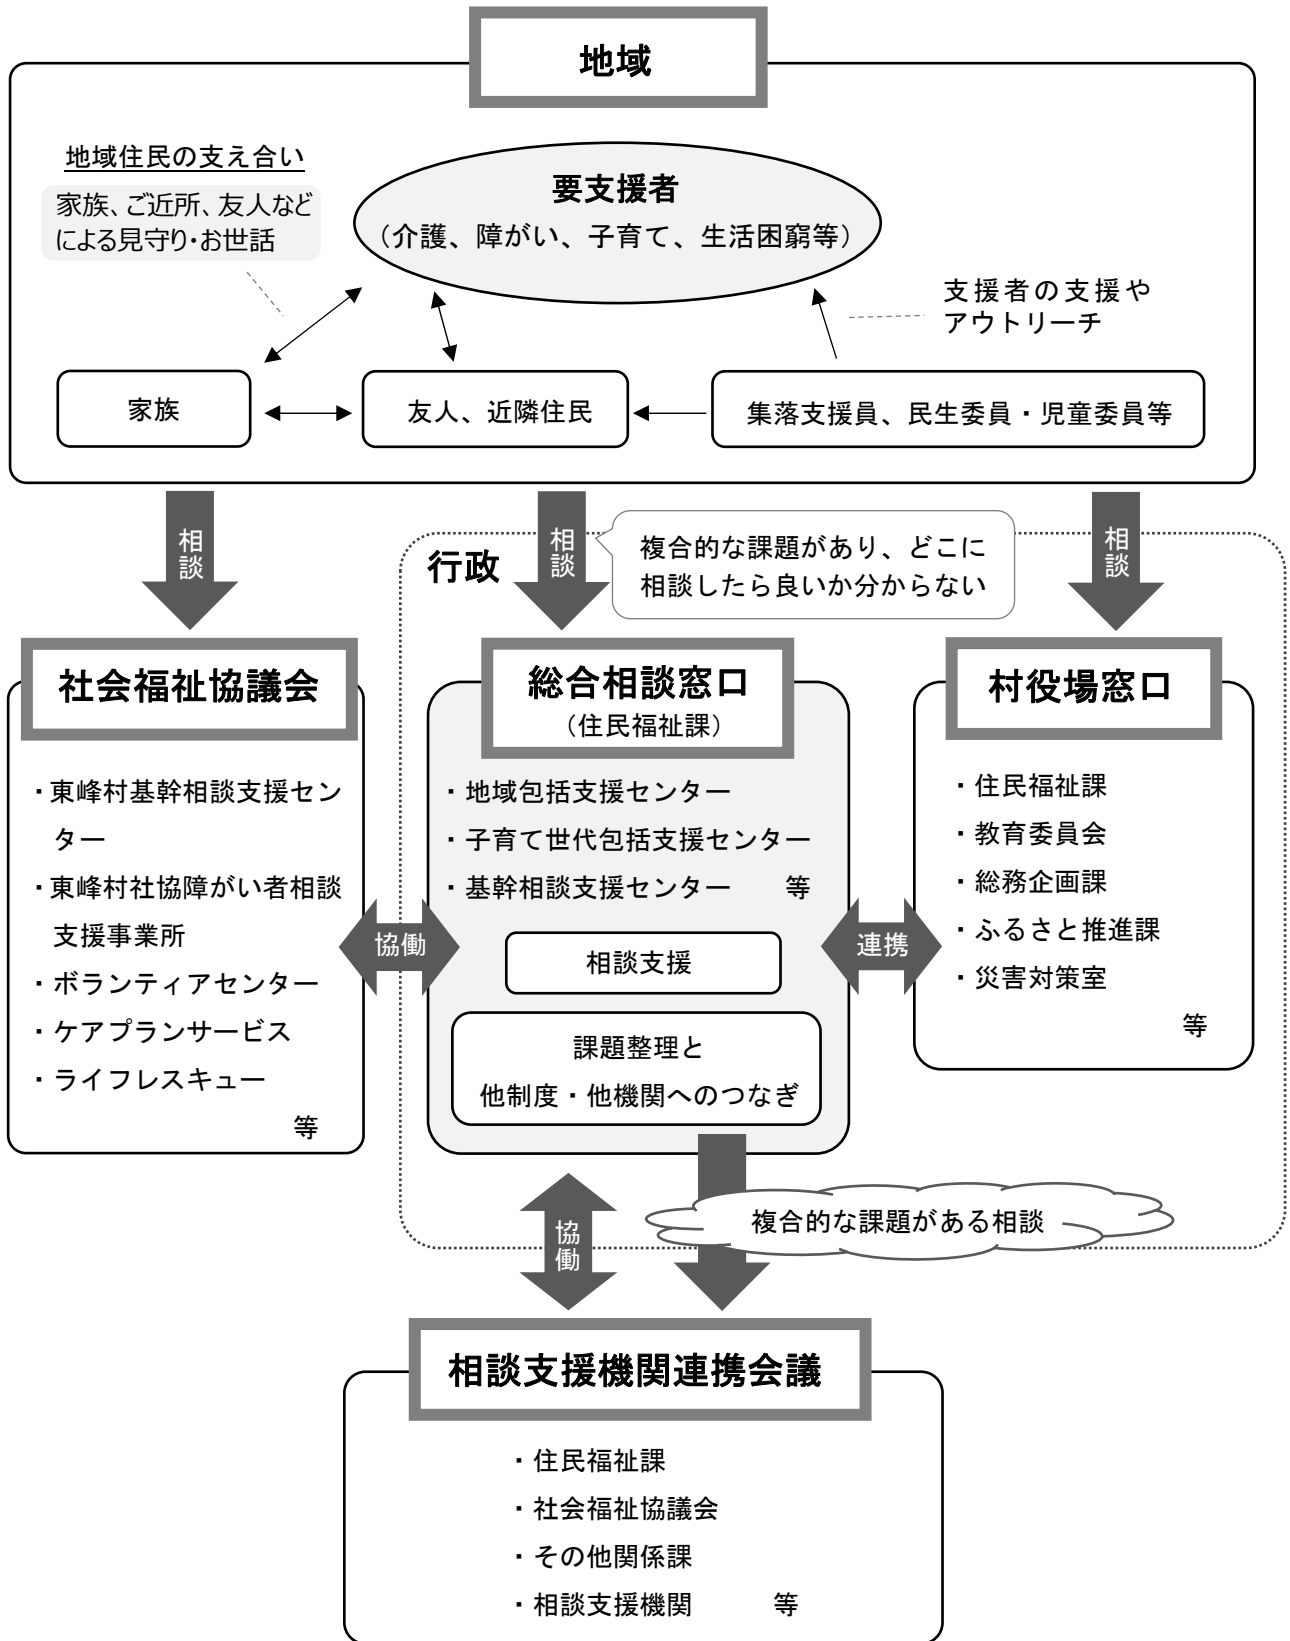 地域
地域住民の支え合い
家族、ご近所、友人など
による見守り・お世話
要支援者
（介護、障がい、子育て、生活困窮等）
支援者の支援や
アウトリーチ
家族
友人、近隣住民
集落支援員、民生委員・児童委員等
相談
相談
相談
複合的な課題があり、どこに
相談したら良いか分からない
行政
社会福祉協議会
・東峰村基幹相談支援セン
ター
・東峰村社協障がい者相談
支援事業所
・ボランティアセンター
・ケアプランサービス
・ライフレスキュー
等
協働
総合相談窓口
（住民福祉課）
・地域包括支援センター
・子育て世代包括支援センター
・基幹相談支援センター　等
相談支援
課題整理と
他制度・他機関へのつなぎ
連携
村役場窓口
・住民福祉課
・教育委員会
・総務企画課
・ふるさと推進課
・災害対策室
等
協働
複合的な課題がある相談
相談支援機関連携会議
・住民福祉課
・社会福祉協議会
・その他関係課
・相談支援機関　等